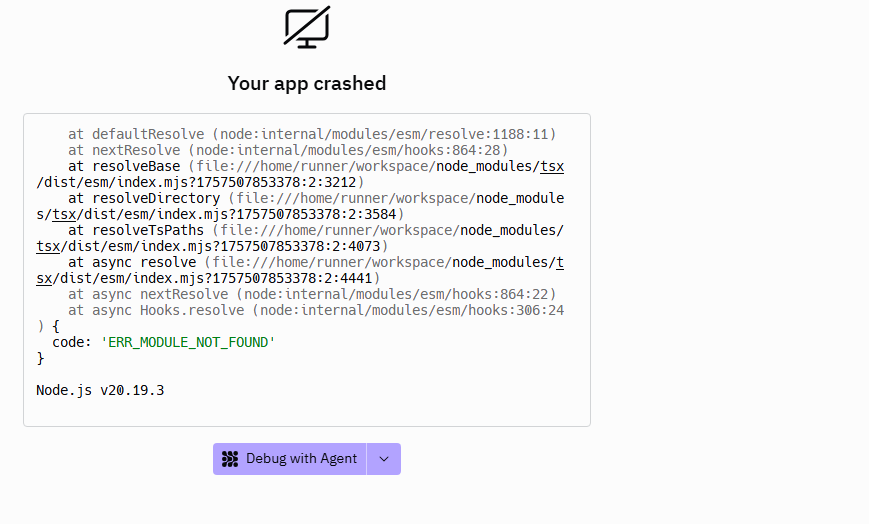 Your app crashed
at defaultResolve (node:internal/modules/esm/resolve:1188:11)
at nextResolve (node:internal/modules/esm/hooks:864:28)
at resolveBase (file:///home/runner/workspace/node_modules/tsx
/dist/esm/index.mjs?1757507853378:2:3212)
at resolveDirectory (file:///home/runner/workspace/node_module
s/tsx/dist/esm/index.mjs?1757507853378:2:3584)
at resolveTsPaths (file:///home/runner/workspace/node_modules/
tsx/dist/esm/index.mjs?1757507853378:2:4073)
at async resolve (file:///home/runner/workspace/node_modules/t
sx/dist/esm/index.mjs?1757507853378:2:4441)
at async nextResolve (node:internal/modules/esm/hooks:864:22)
at async Hooks.resolve (node:internal/modules/esm/hooks:306:24
) {
code: 'ERR_MODULE_NOT_FOUND'
}
Node.js v20.19.3
Debug with Agent